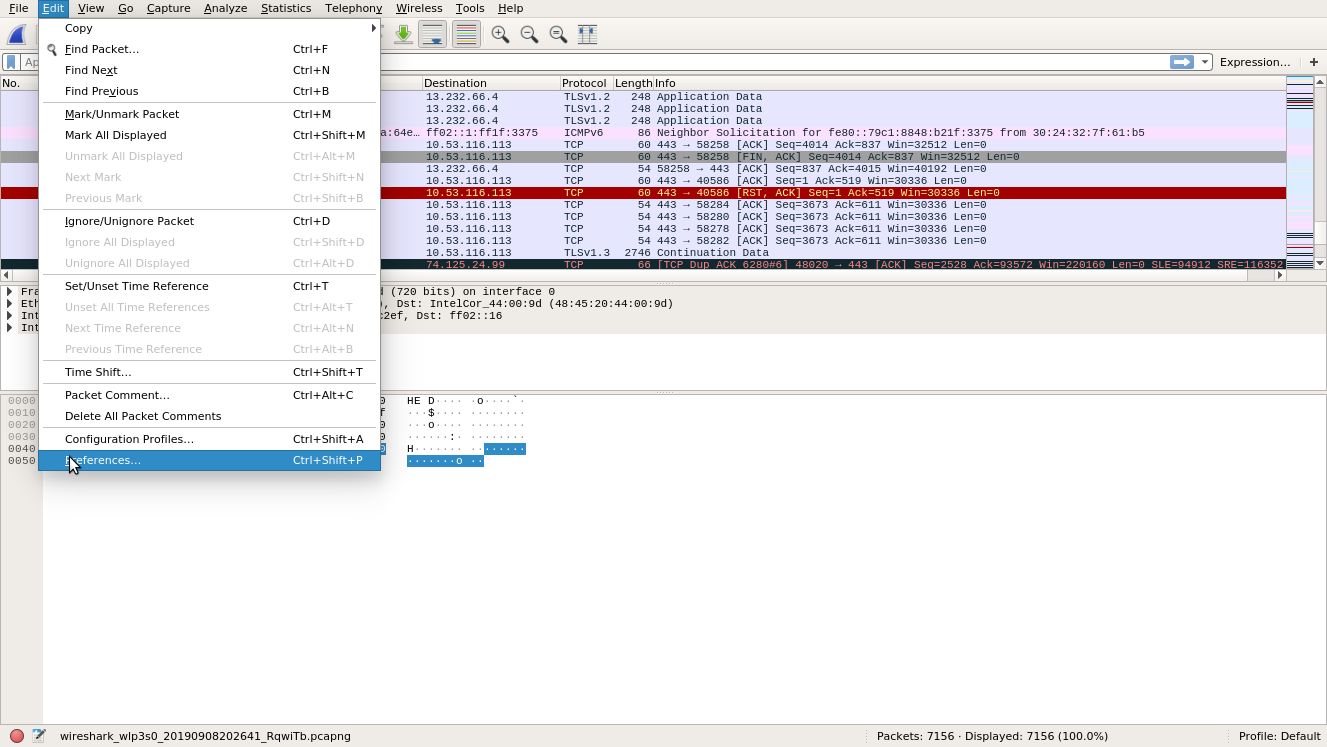 File Edit View Go Capture Analyze Statistics Telephony Wireless Tools Help
Copy
Find Packet... Ctrl+F
Find Next Ctrl+N
Find Previous Ctrl+B
Mark/Unmark Packet Ctrl+M
Mark All Displayed Ctrl+Shift+M
Unmark All Displayed Ctrl+Alt+M
Next Mark Ctrl+Shift+N
Previous Mark Ctrl+Shift+B
Ignore/Unignore Packet Ctrl+D
Ignore All Displayed Ctrl+Shift+D
Unignore All Displayed Ctrl+Alt+D
Set/Unset Time Reference Ctrl+T
Unset All Time References Ctrl+Alt+T
Next Time Reference Ctrl+Alt+N
Previous Time Reference Ctrl+Alt+B
Time Shift... Ctrl+Shift+T
Packet Comment... Ctrl+Alt+C
Delete All Packet Comments
Configuration Profiles... Ctrl+Shift+A
Preferences... Ctrl+Shift+P
Ap Expression... +
No. Destination Protocol Length Info
13.232.66.4 TLSv1.2 248 Application Data
13.232.66.4 TLSv1.2 248 Application Data
13.232.66.4 TLSv1.2 248 Application Data
a:64e… ff02::1:ff1f:3375 ICMPv6 86 Neighbor Solicitation for fe80::79c1:8848:b21f:3375 from 30:24:32:7f:61:b5
10.53.116.113 TCP 60 443 → 58258 [ACK] Seq=4014 Ack=837 Win=32512 Len=0
10.53.116.113 TCP 60 443 → 58258 [FIN, ACK] Seq=4014 Ack=837 Win=32512 Len=0
13.232.66.4 TCP 54 58258 → 443 [ACK] Seq=837 Ack=4015 Win=40192 Len=0
10.53.116.113 TCP 60 443 → 40586 [ACK] Seq=1 Ack=519 Win=30336 Len=0
10.53.116.113 TCP 60 443 → 40586 [RST, ACK] Seq=1 Ack=519 Win=30336 Len=0
10.53.116.113 TCP 54 443 → 58284 [ACK] Seq=3673 Ack=611 Win=30336 Len=0
10.53.116.113 TCP 54 443 → 58280 [ACK] Seq=3673 Ack=611 Win=30336 Len=0
10.53.116.113 TCP 54 443 → 58278 [ACK] Seq=3673 Ack=611 Win=30336 Len=0
10.53.116.113 TCP 54 443 → 58282 [ACK] Seq=3673 Ack=611 Win=30336 Len=0
10.53.116.113 TLSv1.3 2746 Continuation Data
74.125.24.99 TCP 66 [TCP Dup ACK 6280#6] 48020 → 443 [ACK] Seq=2528 Ack=93572 Win=220160 Len=0 SLE=94912 SRE=116352
Fra d (720 bits) on interface 0
Eth ), Dst: IntelCor_44:00:9d (48:45:20:44:00:9d)
Int c2ef, Dst: ff02::16
Int
0000 0 HE D···· ·o····`·
0010 f ···$···· ········
0020 0 ···o···· ········
0030 0 ······:· ········
0040 0 H······· ········
0050 ·······o ··
wireshark_wlp3s0_20190908202641_RqwiTb.pcapng Packets: 7156 · Displayed: 7156 (100.0%) Profile: Default